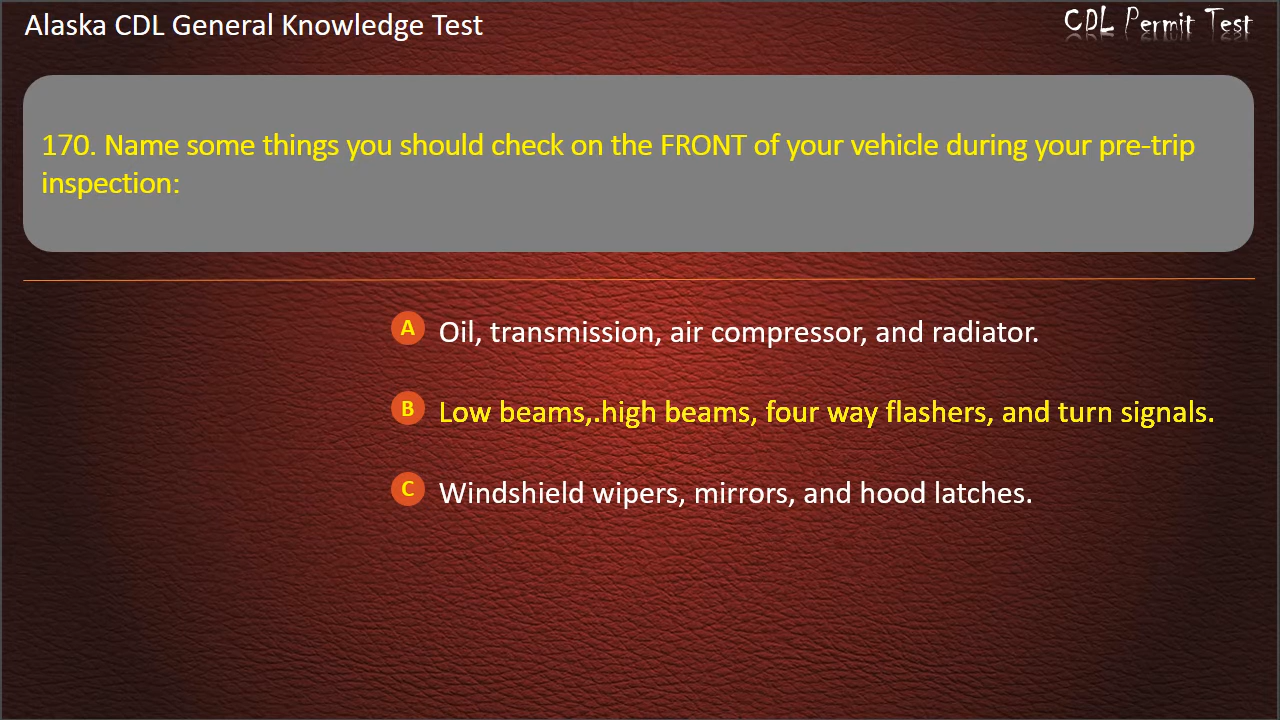 Alaska CDL General Knowledge Test
CDL Permit Test
170. Name some things you should check on the FRONT of your vehicle during your pre-trip
inspection:
A Oil, transmission, air compressor, and radiator.
B Low beams,.high beams, four way flashers, and turn signals.
C Windshield wipers, mirrors, and hood latches.